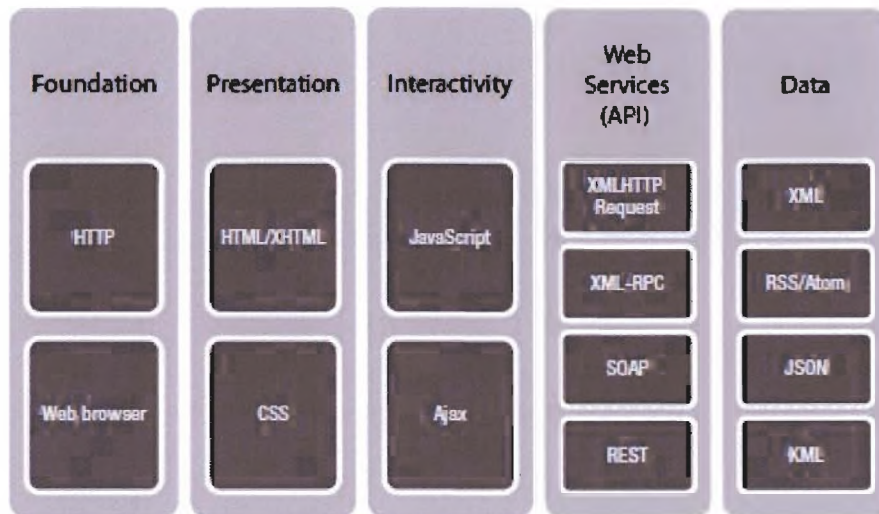 Foundation
HTTP
Web browser
Presentation
HTML/XHTML
CSS
Interactivity
JavaScript
Ajax
Web
Services
(API)
XMLHTTP
Request
XML-RPC
SOAP
REST
Data
XML
RSS/Atom
JSON
KML